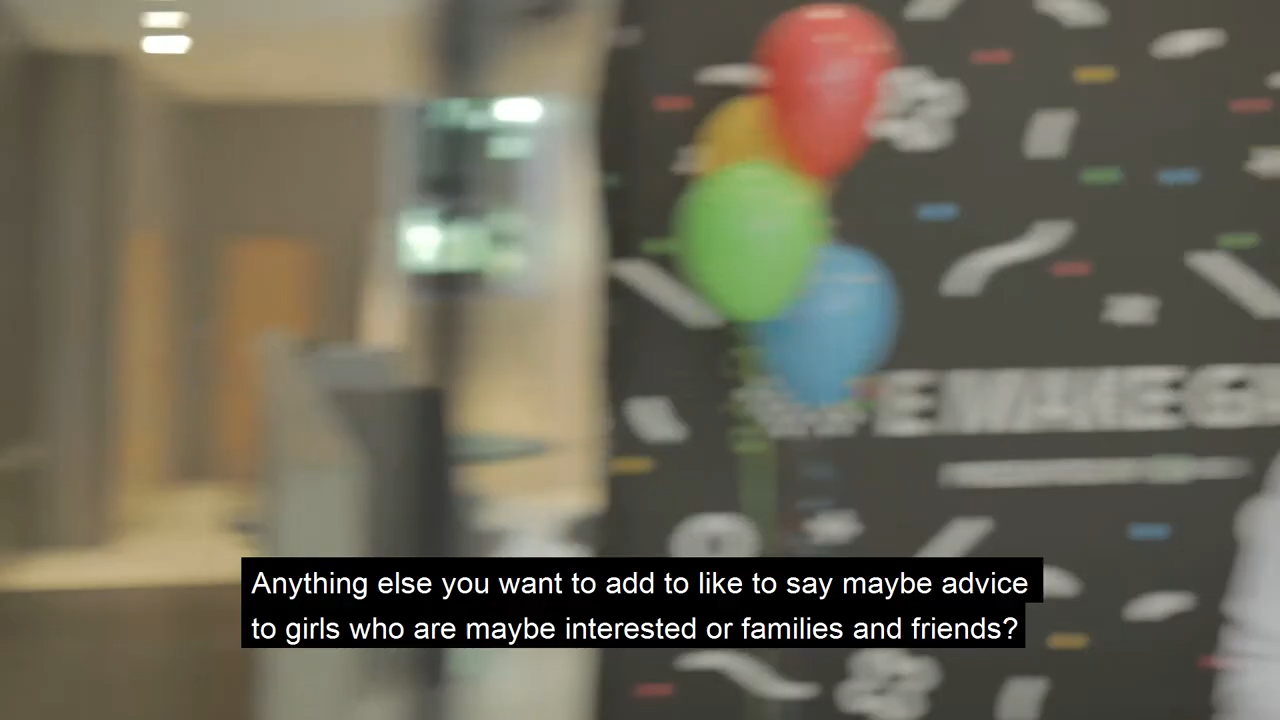 E MAKE G
Anything else you want to add to like to say maybe advice
to girls who are maybe interested or families and friends?